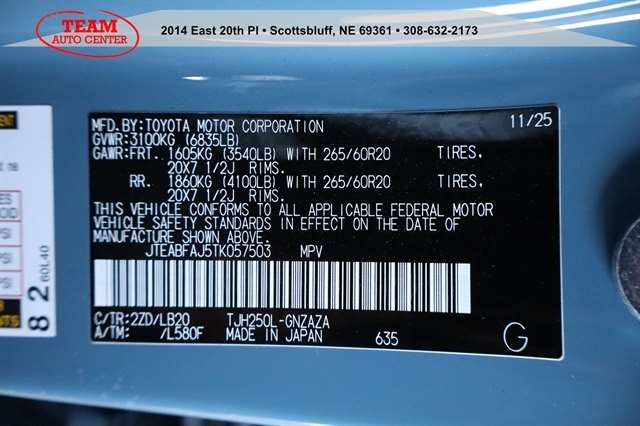 TEAM
AUTO CENTER
2014 East 20th Pl • Scottsbluff, NE 69361 • 308-632-2173
MFD.BY:TOYOTA MOTOR CORPORATION 11/25
GVWR:3100KG (6835LB)
GAWR:FRT. 1605KG (3540LB) WITH 265/60R20 TIRES,
20X7 1/2J RIMS.
RR. 1860KG (4100LB) WITH 265/60R20 TIRES,
20X7 1/2J RIMS.
THIS VEHICLE CONFORMS TO ALL APPLICABLE FEDERAL MOTOR
VEHICLE SAFETY STANDARDS IN EFFECT ON THE DATE OF
MANUFACTURE SHOWN ABOVE.
JTEABFAJ5TK057503 MPV
C/TR:2ZD/LB20 TJH250L-GNZAZA
A/TM: /L580F MADE IN JAPAN 635
G
PSI
PSI
82
60L40